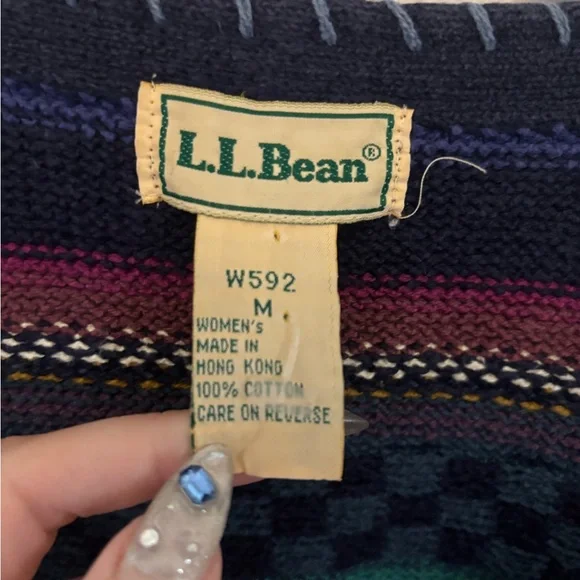 L.L.Bean®
W592
M
WOMEN'S
MADE IN
HONG KONG
100% COTTON
CARE ON REVERSE